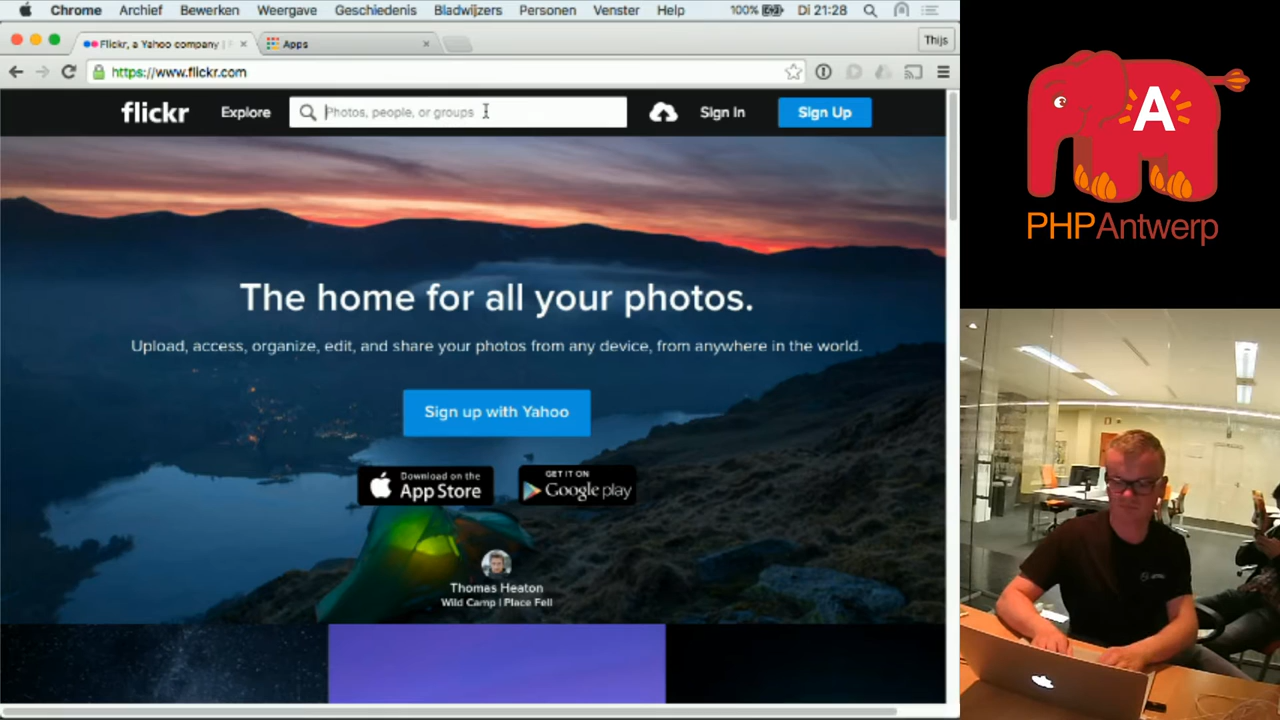 Chrome Archief Bewerken Weergave Geschiedenis Bladwijzers Personen Venster Help 100% Di 21:28
Flickr, a Yahoo company | Apps Thijs
https://www.flickr.com
flickr Explore Photos, people, or groups Sign In Sign Up
The home for all your photos.
Upload, access, organize, edit, and share your photos from any device, from anywhere in the world.
Sign up with Yahoo
Download on the
App Store
GET IT ON
Google play
Thomas Heaton
Wild Camp | Place Fell
A
PHPAntwerp